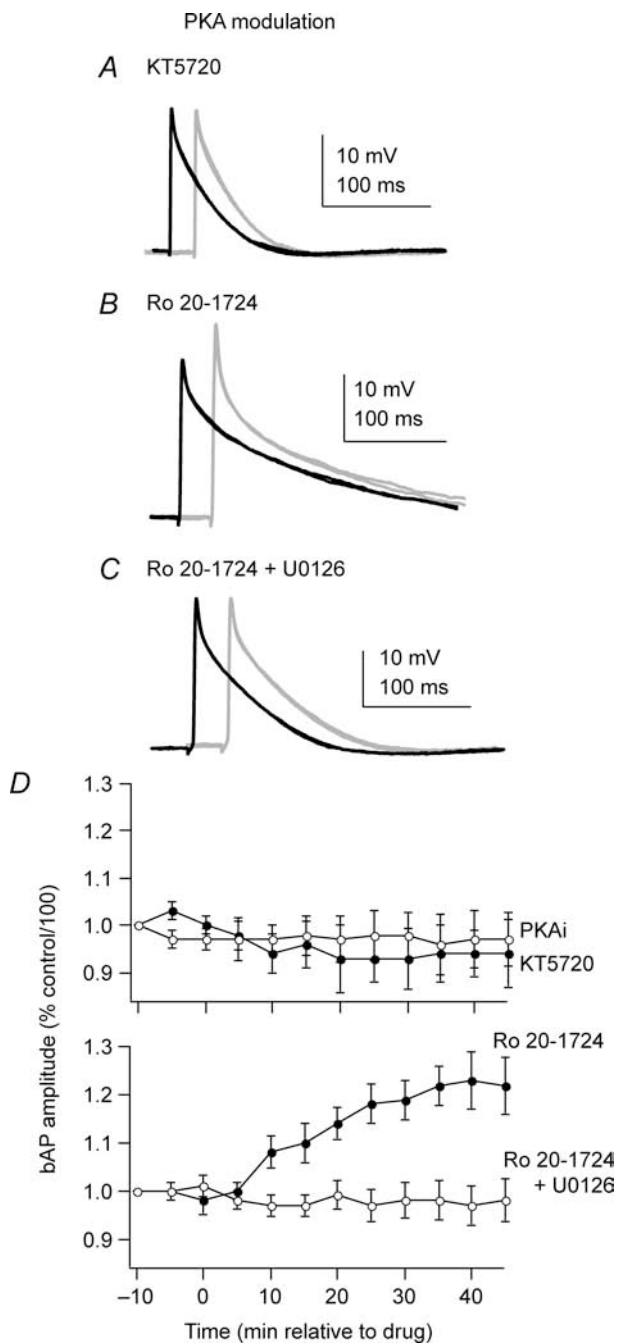 PKA modulation
A KT5720
10 mV
100 ms
B Ro 20-1724
10 mV
100 ms
C Ro 20-1724 + U0126
10 mV
100 ms
D
1.3
1.2
1.1
1.0
0.9
PKAi
KT5720
bAP amplitude (% control/100)
1.3
1.2
1.1
1.0
0.9
Ro 20-1724
Ro 20-1724
+ U0126
–10 0 10 20 30 40
Time (min relative to drug)